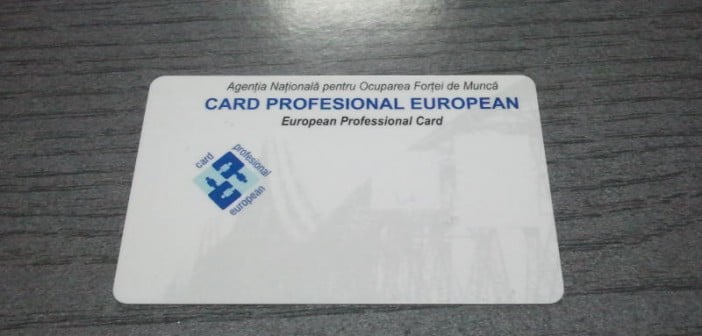 Agenția Națională pentru Ocuparea Forței de Muncă
CARD PROFESIONAL EUROPEAN
European Professional Card
card
profesional
european